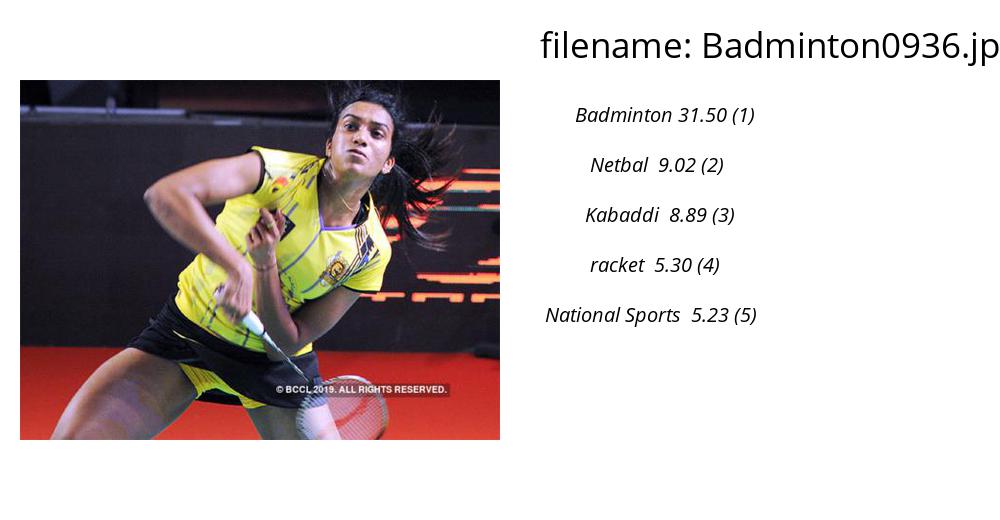 filename: Badminton0936.jp
Badminton 31.50 (1)
Netbal 9.02 (2)
Kabaddi 8.89 (3)
racket 5.30 (4)
National Sports 5.23 (5)
© BCCL 2019. ALL RIGHTS RESERVED.